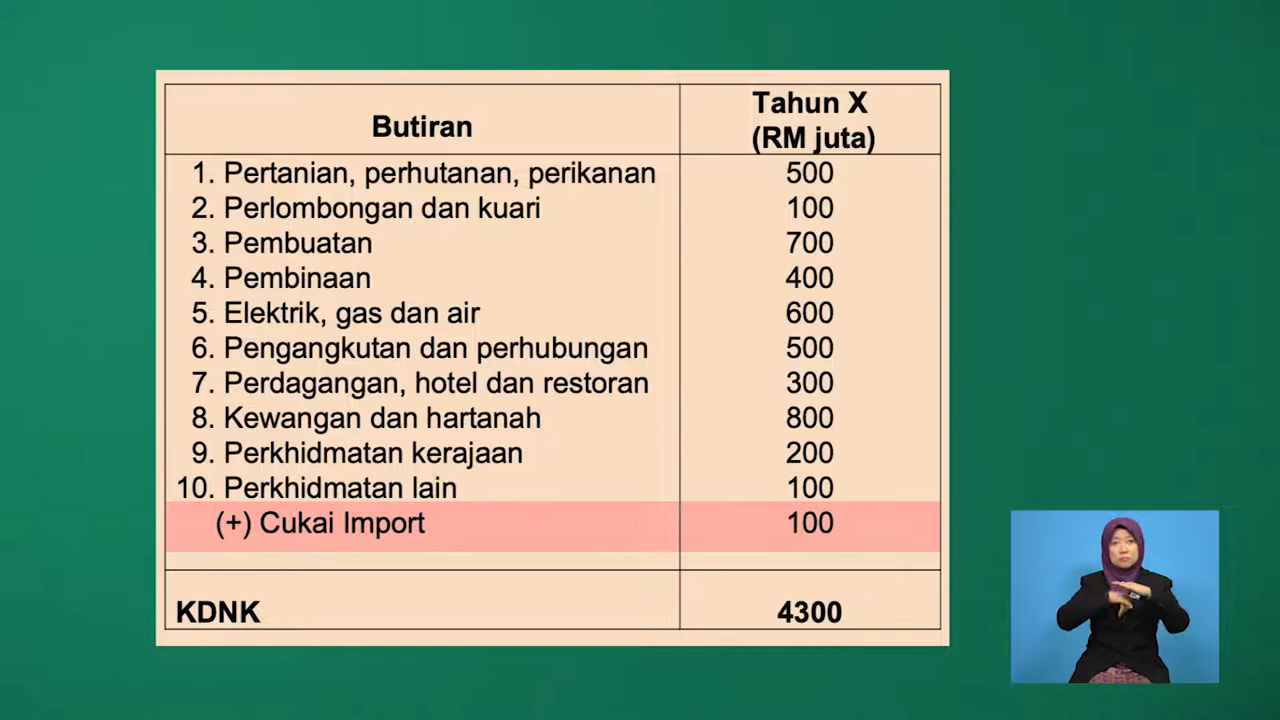 Butiran
Tahun X
(RM juta)
1. Pertanian, perhutanan, perikanan 500
2. Perlombongan dan kuari 100
3. Pembuatan 700
4. Pembinaan 400
5. Elektrik, gas dan air 600
6. Pengangkutan dan perhubungan 500
7. Perdagangan, hotel dan restoran 300
8. Kewangan dan hartanah 800
9. Perkhidmatan kerajaan 200
10. Perkhidmatan lain 100
(+) Cukai Import 100
KDNK 4300